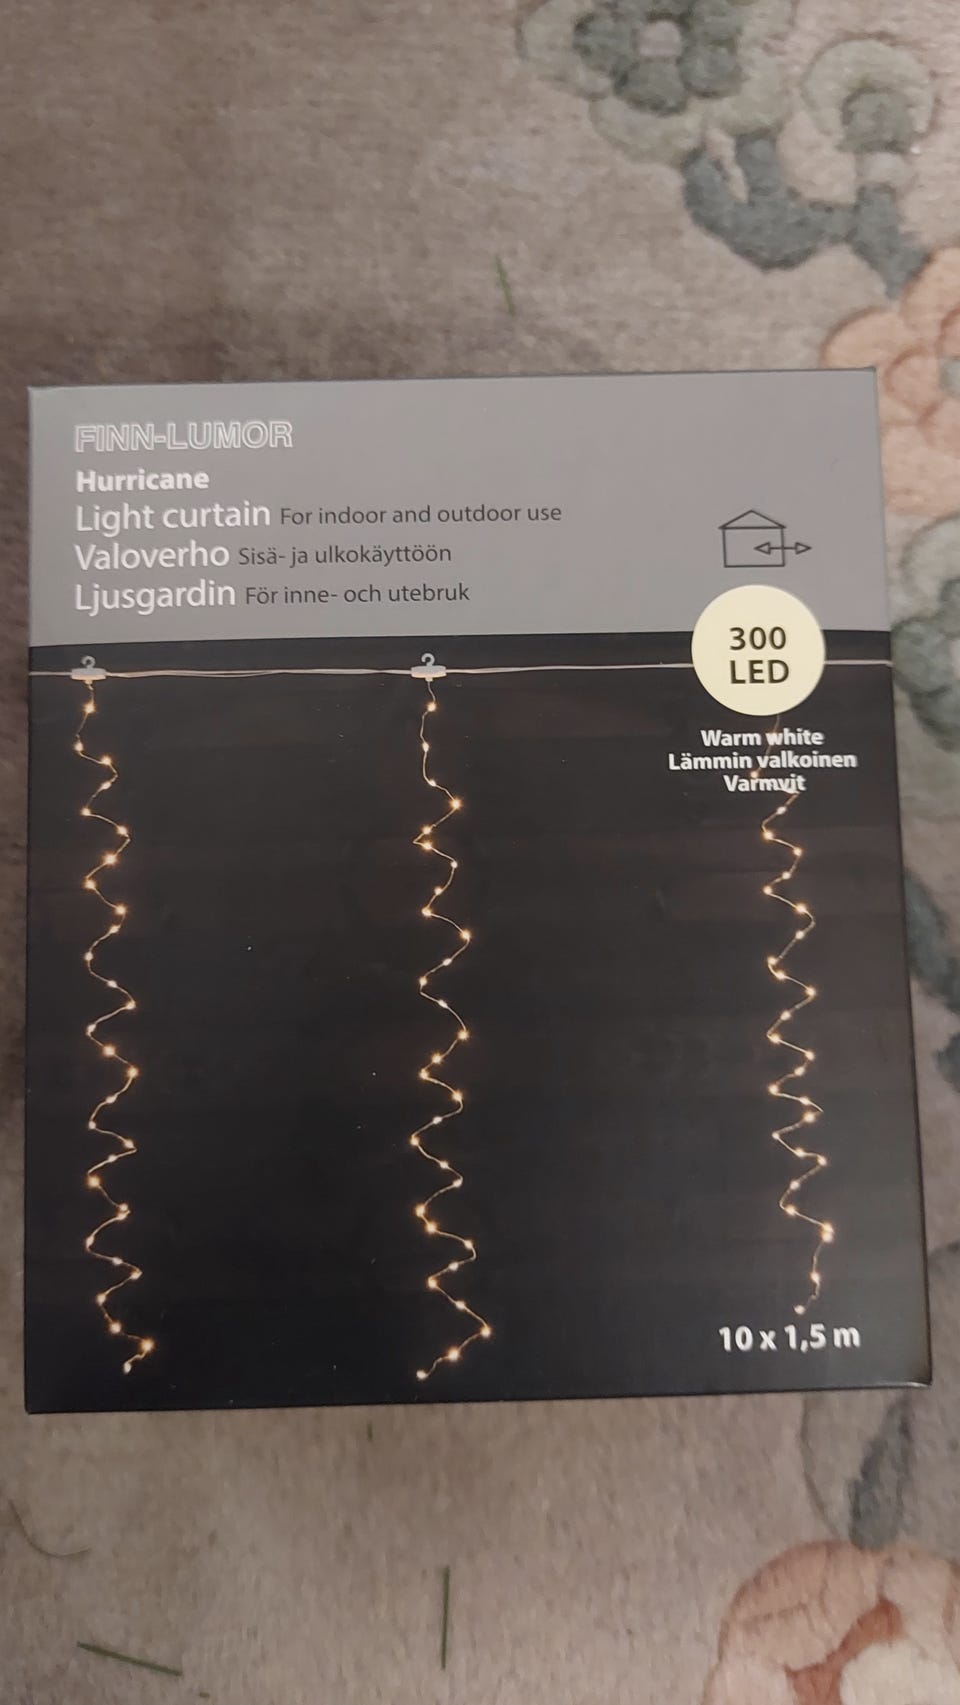 FINN-LUMOR
Hurricane
Light curtain For indoor and outdoor use
Valoverho Sisä- ja ulkokäyttöön
Ljusgardin För inne- och utebruk
300
LED
Warm white
Lämmin valkoinen
Varmvit
10 x 1,5 m